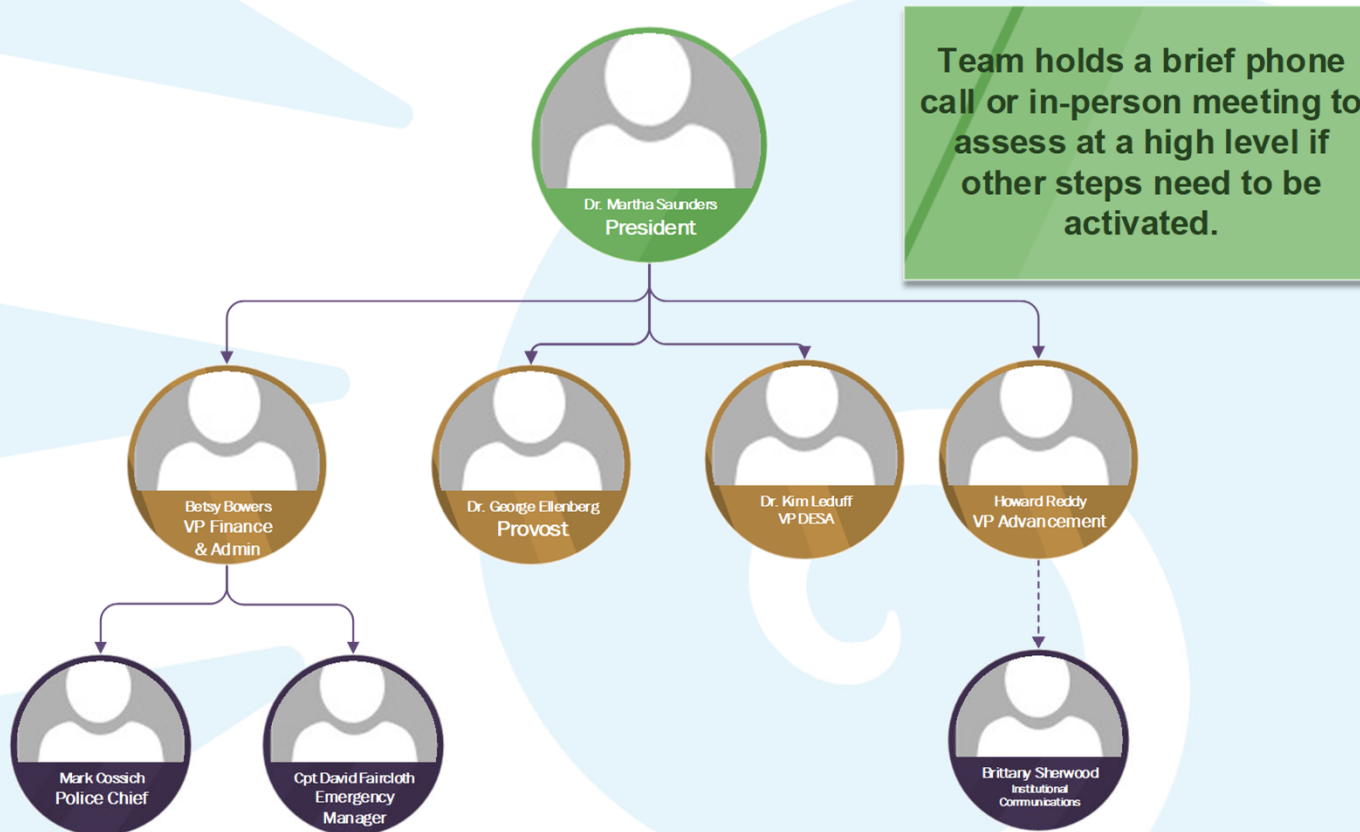 Team holds a brief phone
call or in-person meeting to
assess at a high level if
other steps need to be
activated.
Dr. Martha Saunders
President
Betsy Bowers
VP Finance
& Admin
Dr. George Ellenberg
Provost
Dr. Kim Leduff
VP DESA
Howard Reddy
VP Advancement
Mark Cossich
Police Chief
Cpt David Faircloth
Emergency
Manager
Brittany Sherwood
Institutional
Communications